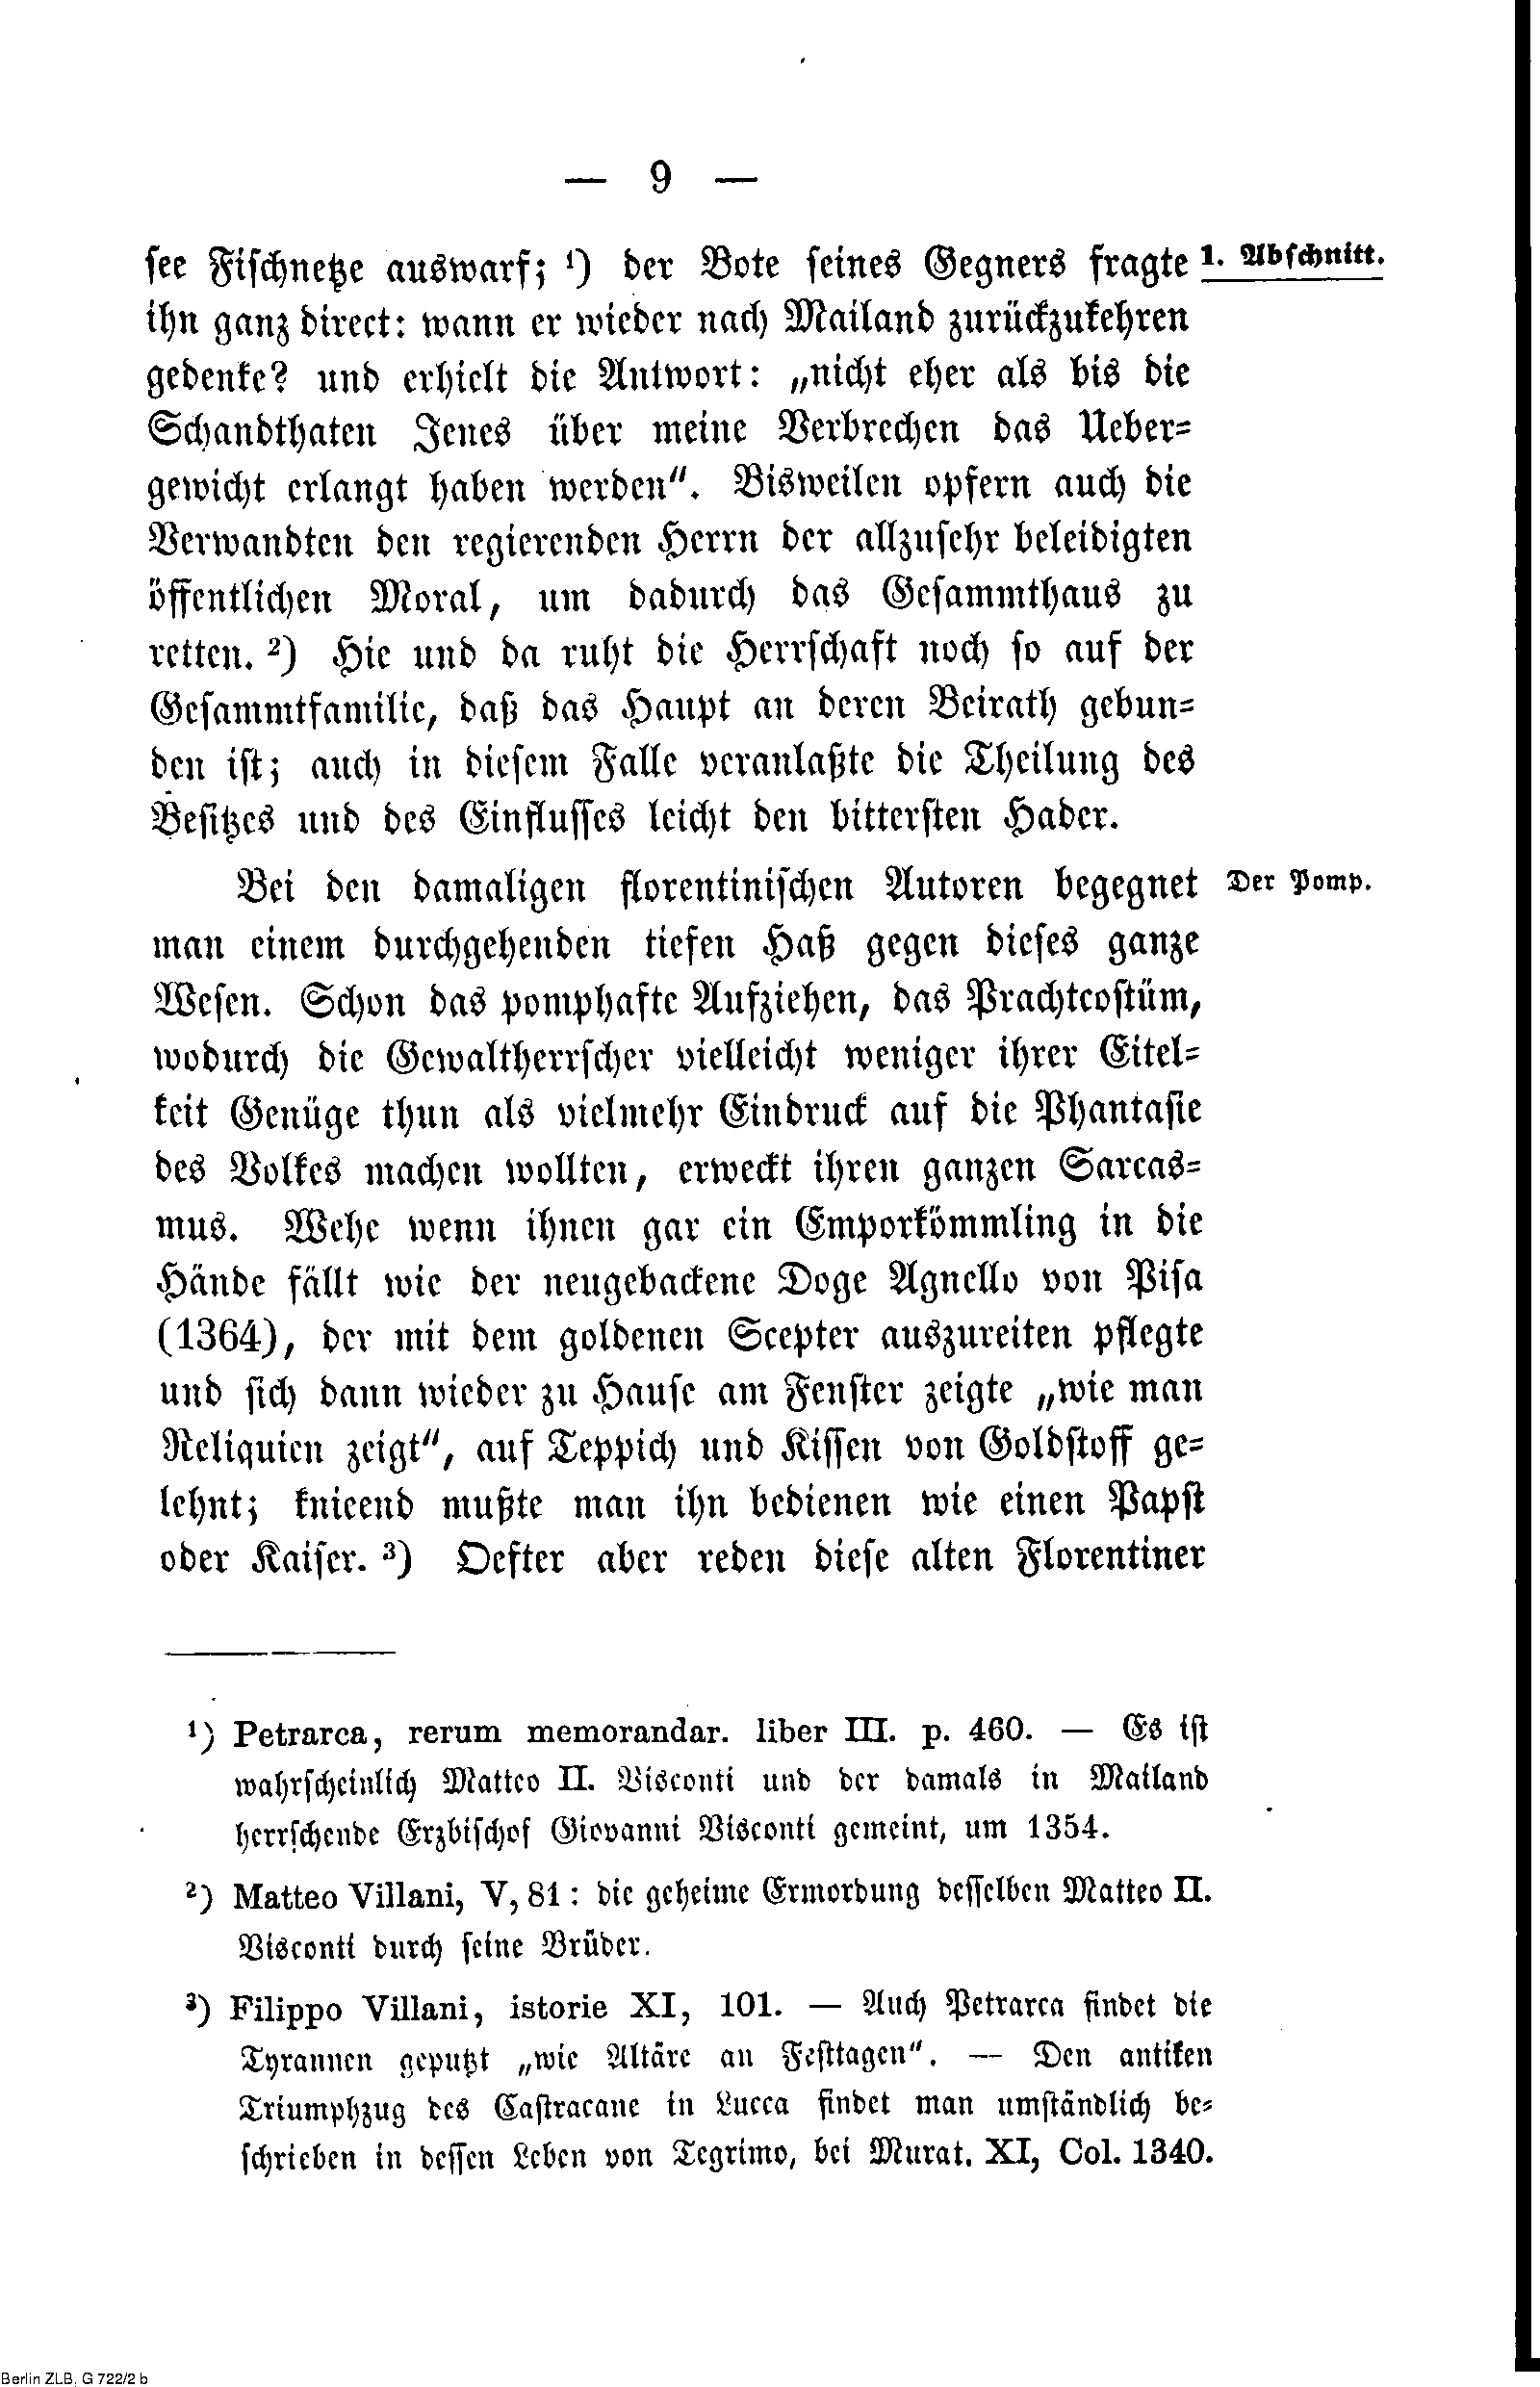 — 9 —
1. Abschnitt.
see Fischnetze auswarf; ¹) der Bote seines Gegners fragte
ihn ganz direct: wann er wieder nach Mailand zurückzukehren
gedenke? und erhielt die Antwort: „nicht eher als bis die
Schandthaten Jenes über meine Verbrechen das Ueber-
gewicht erlangt haben werden“. Bisweilen opfern auch die
Verwandten den regierenden Herrn der allzusehr beleidigten
öffentlichen Moral, um dadurch das Gesammthaus zu
retten. ²) Hie und da ruht die Herrschaft noch so auf der
Gesammtfamilie, daß das Haupt an deren Beirath gebun-
den ist; auch in diesem Falle veranlaßte die Theilung des
Besitzes und des Einflusses leicht den bittersten Hader.
Der Pomp.
Bei den damaligen florentinischen Autoren begegnet
man einem durchgehenden tiefen Haß gegen dieses ganze
Wesen. Schon das pomphafte Aufziehen, das Prachtcostüm,
wodurch die Gewaltherrscher vielleicht weniger ihrer Eitel-
keit Genüge thun als vielmehr Eindruck auf die Phantasie
des Volkes machen wollten, erweckt ihren ganzen Sarcas-
mus. Wehe wenn ihnen gar ein Emporkömmling in die
Hände fällt wie der neugebackene Doge Agnello von Pisa
(1364), der mit dem goldenen Scepter auszureiten pflegte
und sich dann wieder zu Hause am Fenster zeigte „wie man
Reliquien zeigt“, auf Teppich und Kissen von Goldstoff ge-
lehnt; knieend mußte man ihn bedienen wie einen Papst
oder Kaiser. ³) Oefter aber reden diese alten Florentiner
¹) Petrarca, rerum memorandar. liber III. p. 460. — Es ist
wahrscheinlich Matteo II. Visconti und der damals in Mailand
herrschende Erzbischof Giovanni Visconti gemeint, um 1354.
²) Matteo Villani, V, 81: die geheime Ermordung desselben Matteo II.
Visconti durch seine Brüder.
³) Filippo Villani, istorie XI, 101. — Auch Petrarca findet die
Tyrannen geputzt „wie Altäre an Festtagen“. — Den antiken
Triumphzug des Castracane in Lucca findet man umständlich be-
schrieben in dessen Leben von Tegrimo, bei Murat. XI, Col. 1340.
Berlin ZLB, G 722/2 b